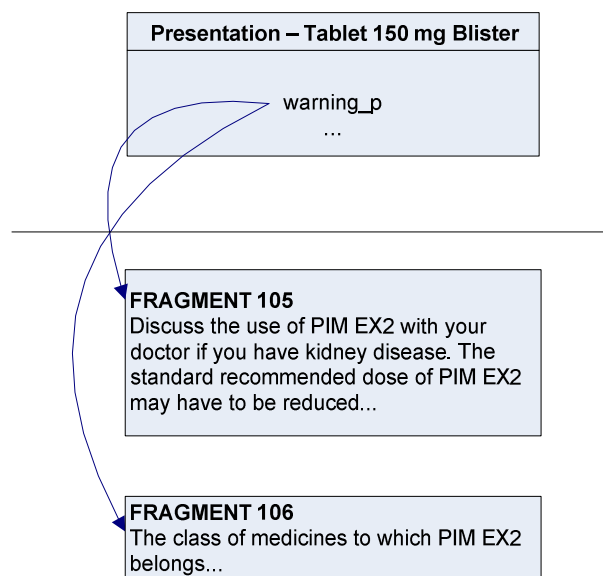 Presentation – Tablet 150 mg Blister
warning_p
...
FRAGMENT 105
Discuss the use of PIM EX2 with your
doctor if you have kidney disease. The
standard recommended dose of PIM EX2
may have to be reduced...
FRAGMENT 106
The class of medicines to which PIM EX2
belongs...